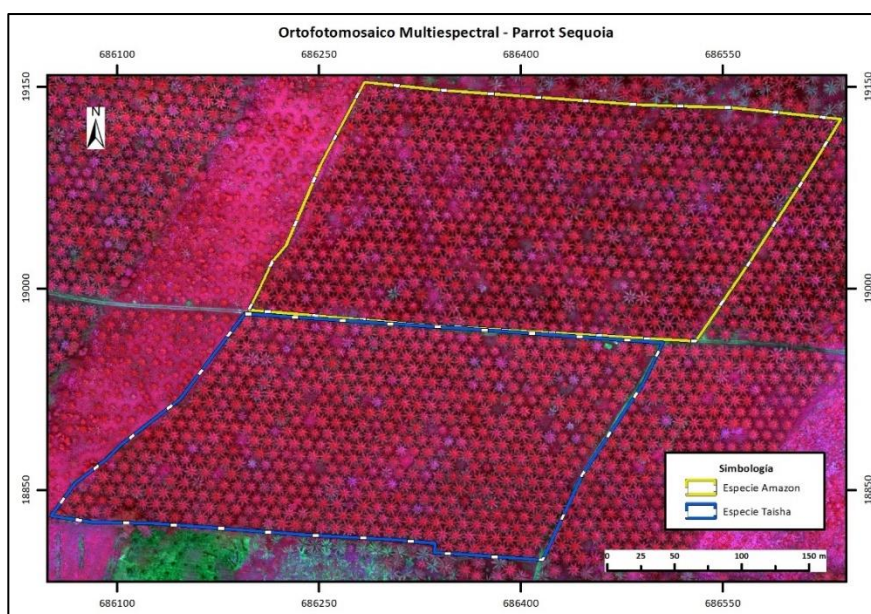 Ortofotomosaico Multiespectral - Parrot Sequoia
686100 686250 686400 686550
19150 19150
N
19000 19000
18850 18850
Simbología
Especie Amazon
Especie Taisha
0 25 50 100 150 m
686100 686250 686400 686550